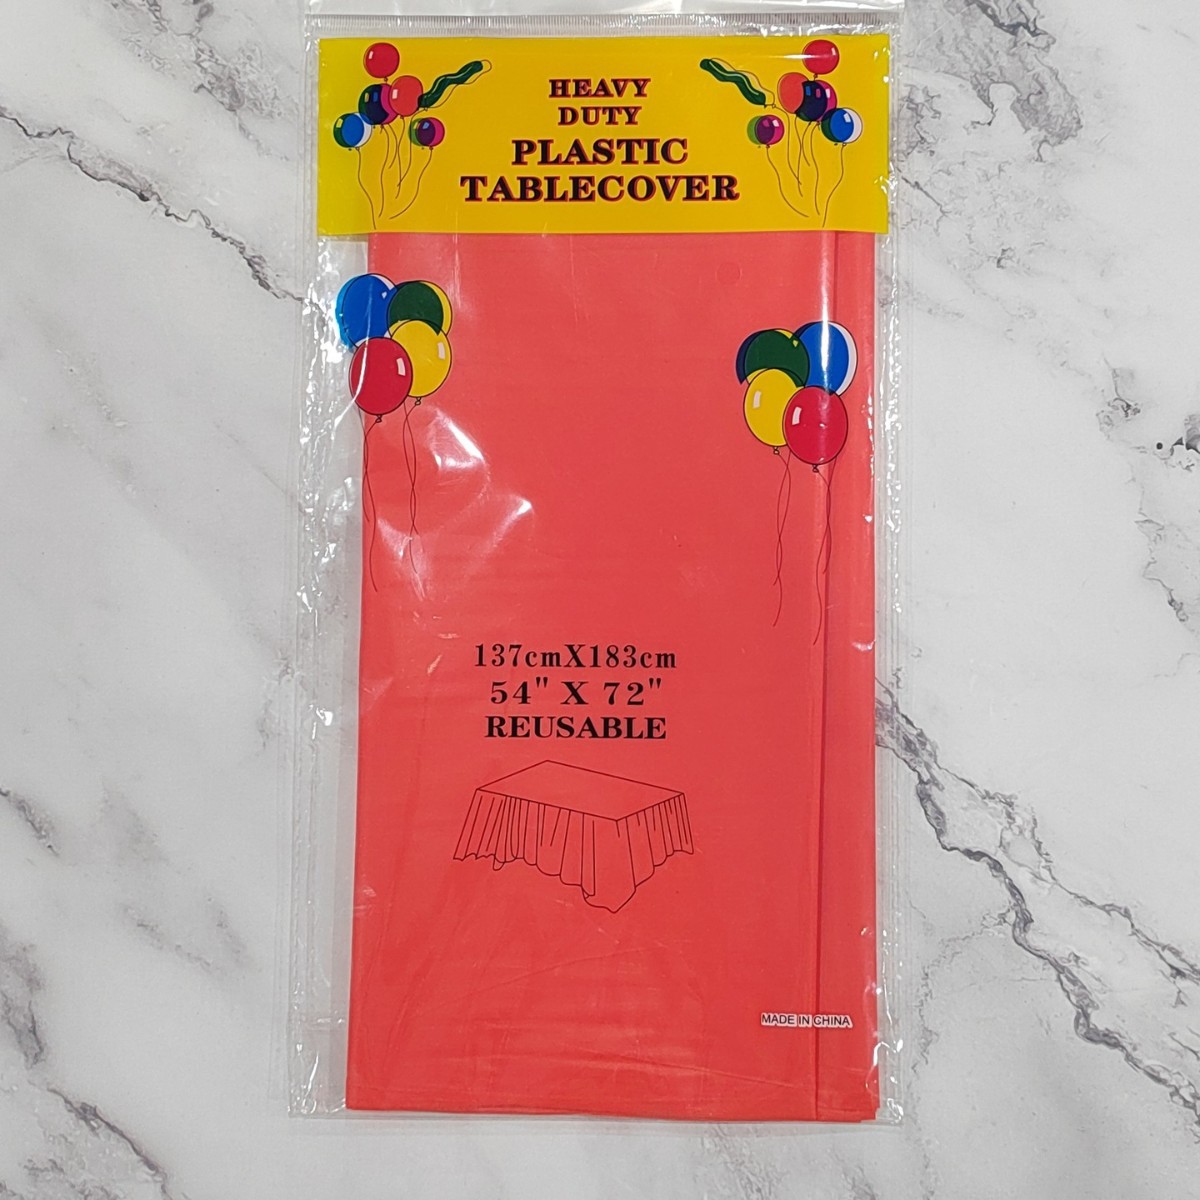 HEAVY
DUTY
PLASTIC
TABLECOVER
137cmX183cm
54" X 72"
REUSABLE
MADE IN CHINA